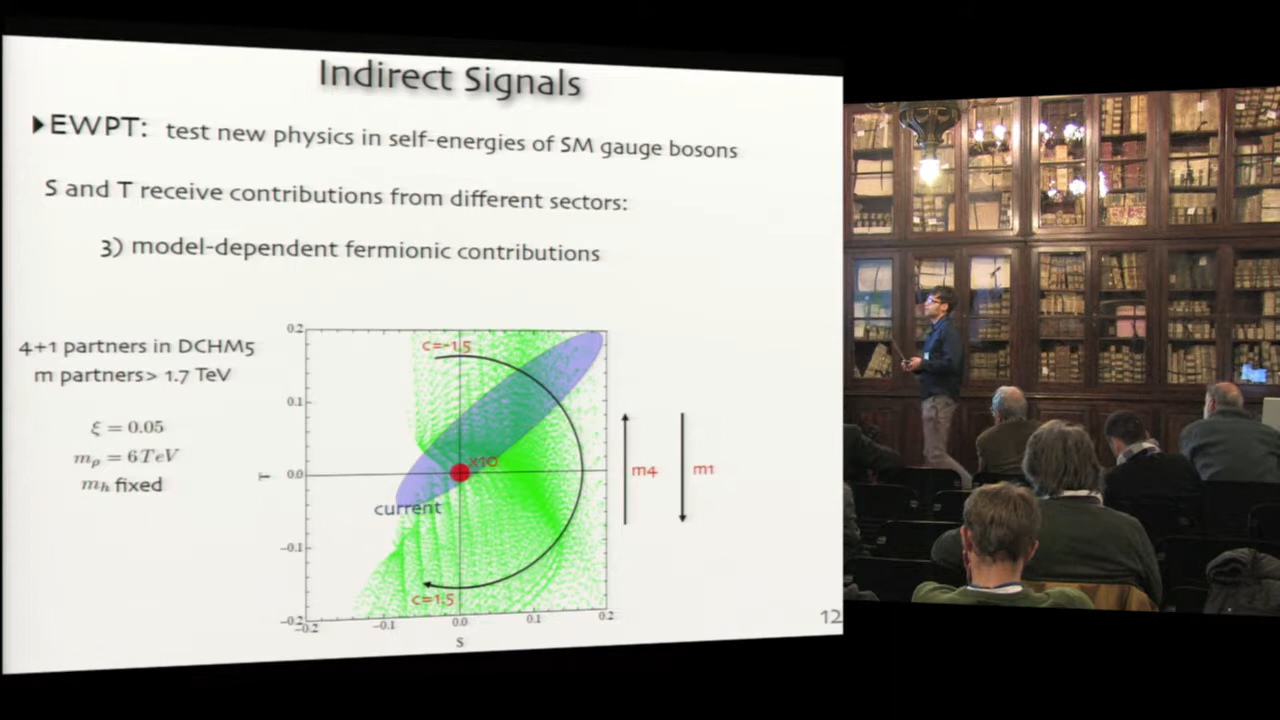 Indirect Signals
▸EWPT: test new physics in self-energies of SM gauge bosons
S and T receive contributions from different sectors:
3) model-dependent fermionic contributions
4+1 partners in DCHM5
m partners> 1.7 TeV
ξ = 0.05
mρ = 6TeV
mh fixed
0.2
0.1
0.0
-0.1
-0.2
T
c=-1.5
x10
current
c=1.5
-0.2 -0.1 0.0 0.1 0.2
S
m4
m1
12